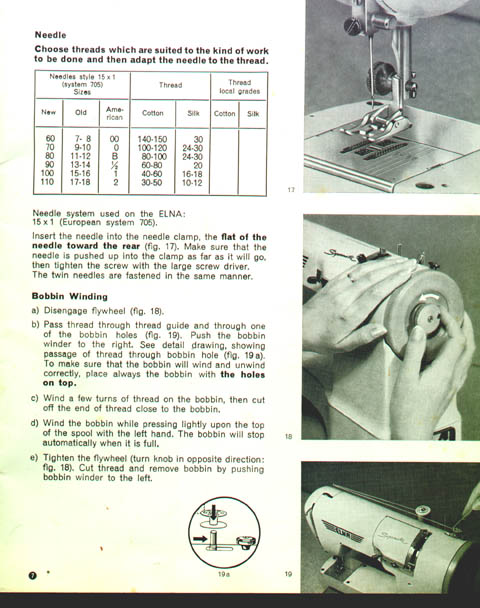 Needle
Choose threads which are suited to the kind of work
to be done and then adapt the needle to the thread.
Needles style 15 x 1
(system 705)
Sizes
Thread
Thread
local grades
New
Old
Ame-
rican
Cotton
Silk
Cotton
Silk
60 7- 8 00 140-150 30
70 9-10 0 100-120 24-30
80 11-12 B 80-100 24-30
90 13-14 ½ 60-80 20
100 15-16 1 40-60 16-18
110 17-18 2 30-50 10-12
17
Needle system used on the ELNA:
15 x 1 (European system 705).
Insert the needle into the needle clamp, the flat of the
needle toward the rear (fig. 17). Make sure that the
needle is pushed up into the clamp as far as it will go,
then tighten the screw with the large screw driver.
The twin needles are fastened in the same manner.
Bobbin Winding
a) Disengage flywheel (fig. 18).
b) Pass thread through thread guide and through one
of the bobbin holes (fig. 19). Push the bobbin
winder to the right. See detail drawing, showing
passage of thread through bobbin hole (fig. 19 a).
To make sure that the bobbin will wind and unwind
correctly, place always the bobbin with the holes
on top.
c) Wind a few turns of thread on the bobbin, then cut
off the end of thread close to the bobbin.
d) Wind the bobbin while pressing lightly upon the top
of the spool with the left hand. The bobbin will stop
automatically when it is full.
18
e) Tighten the flywheel (turn knob in opposite direction:
fig. 18). Cut thread and remove bobbin by pushing
bobbin winder to the left.
ELNA
Supermatic
7
19 a
19